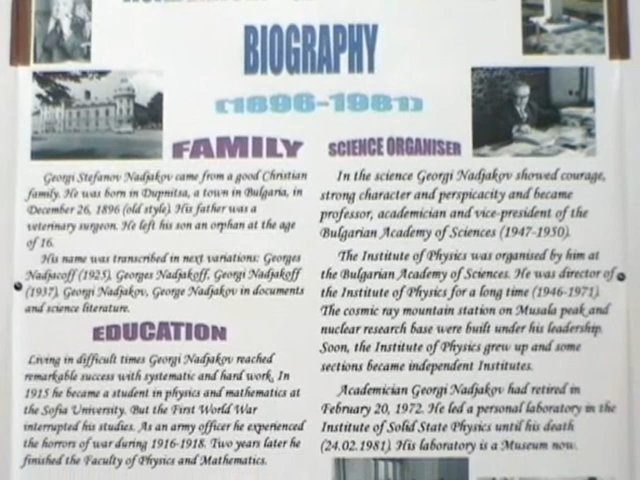 BIOGRAPHY
(1896-1981)
FAMILY
Georgi Stefanov Nadjakov came from a good Christian
family. He was born in Dupnitsa, a town in Bulgaria, in
December 26, 1896 (old style). His father was a
veterinary surgeon. He left his son an orphan at the age
of 16.
His name was transcribed in next variations: Georges
Nadjacoff (1925), Georges Nadjakoff, Georgi Nadjakoff
(1937), Georgi Nadjakov, George Nadjakov in documents
and science literature.
EDUCATION
Living in difficult times Georgi Nadjakov reached
remarkable success with systematic and hard work. In
1915 he became a student in physics and mathematics at
the Sofia University. But the First World War
interrupted his studies. As an army officer he experienced
the horrors of war during 1916-1918. Two years later he
finished the Faculty of Physics and Mathematics.
SCIENCE ORGANISER
In the science Georgi Nadjakov showed courage,
strong character and perspicacity and became
professor, academician and vice-president of the
Bulgarian Academy of Sciences (1947-1950).
The Institute of Physics was organised by him at
the Bulgarian Academy of Sciences. He was director of
the Institute of Physics for a long time (1946-1971).
The cosmic ray mountain station on Musala peak and
nuclear research base were built under his leadership.
Soon, the Institute of Physics grew up and some
sections became independent Institutes.
Academician Georgi Nadjakov had retired in
February 20, 1972. He led a personal laboratory in the
Institute of Solid State Physics until his death
(24.02.1981). His laboratory is a Museum now.